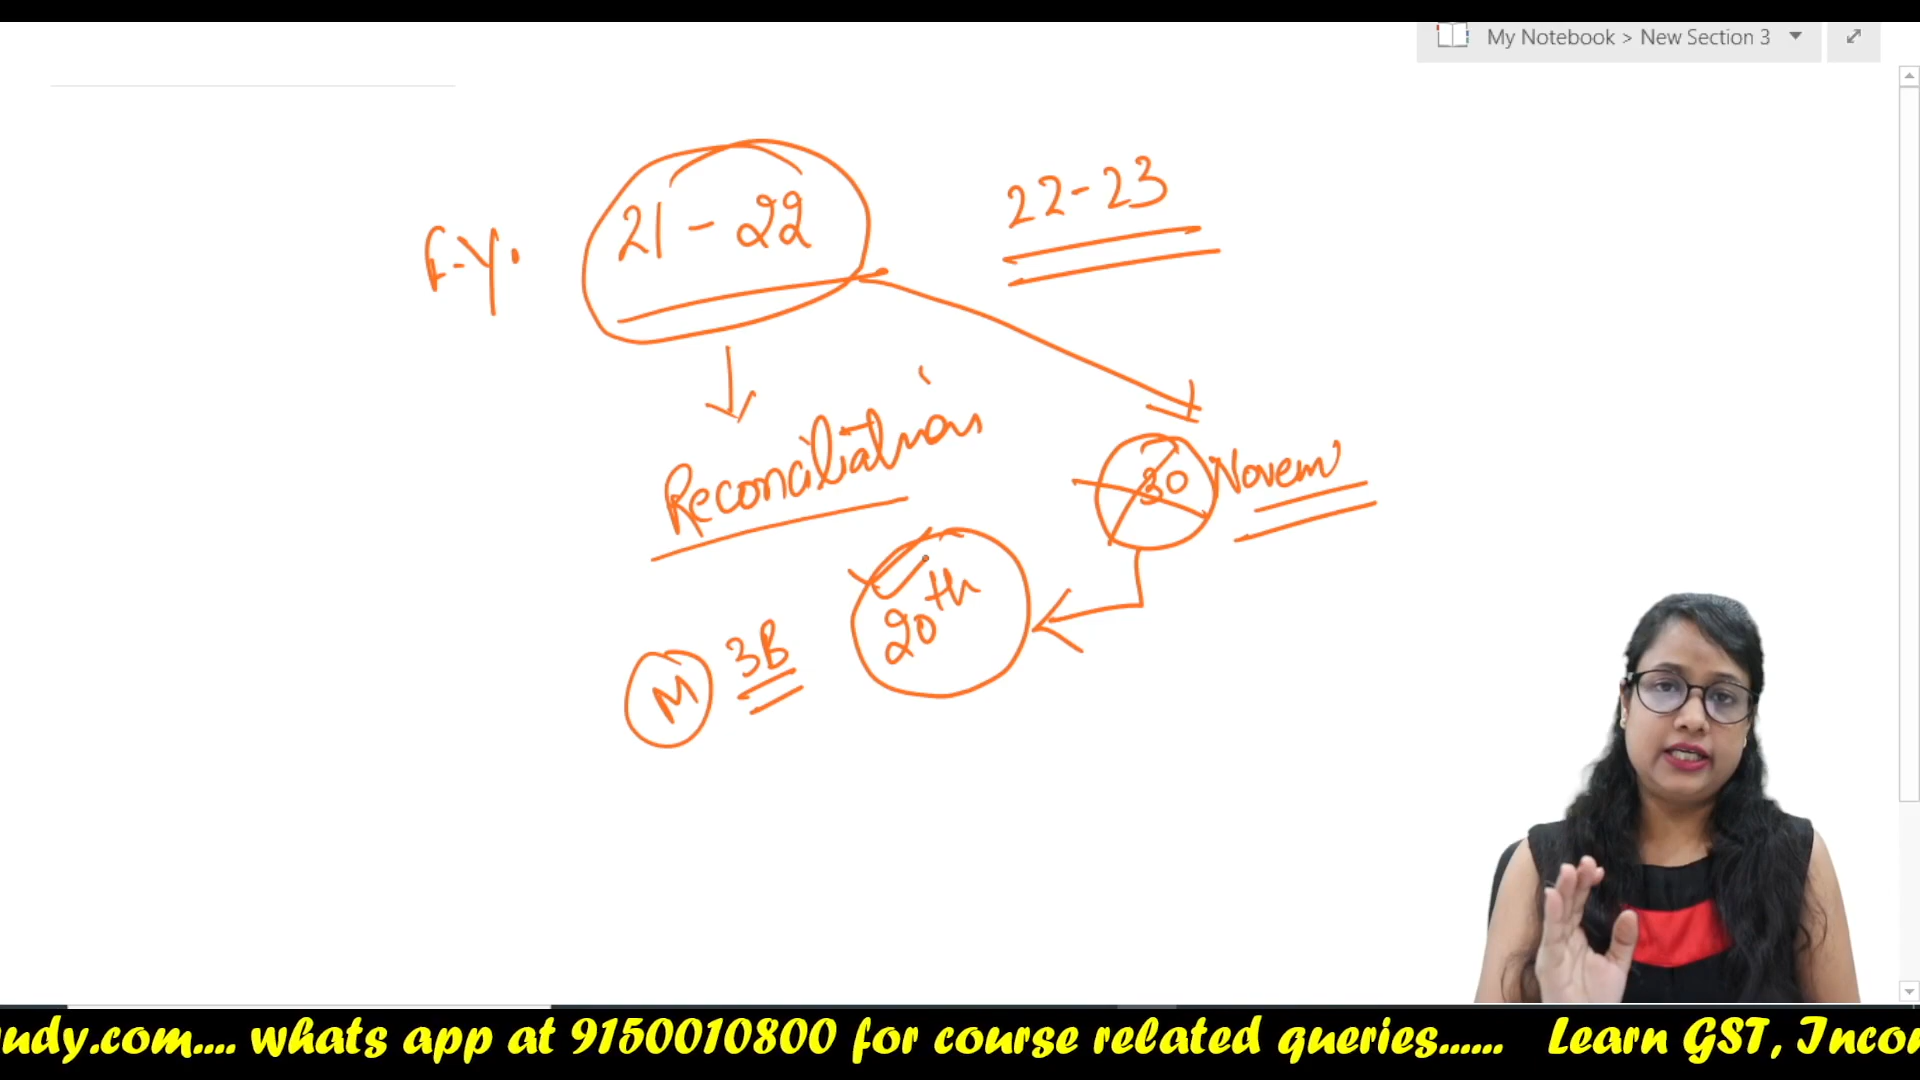 My Notebook > New Section 3
F.Y. 21 - 22
22-23
Reconciliation
30 Novem
20th
M 3B
udy.com.... whats app at 9150010800 for course related queries...... Learn GST, Incom